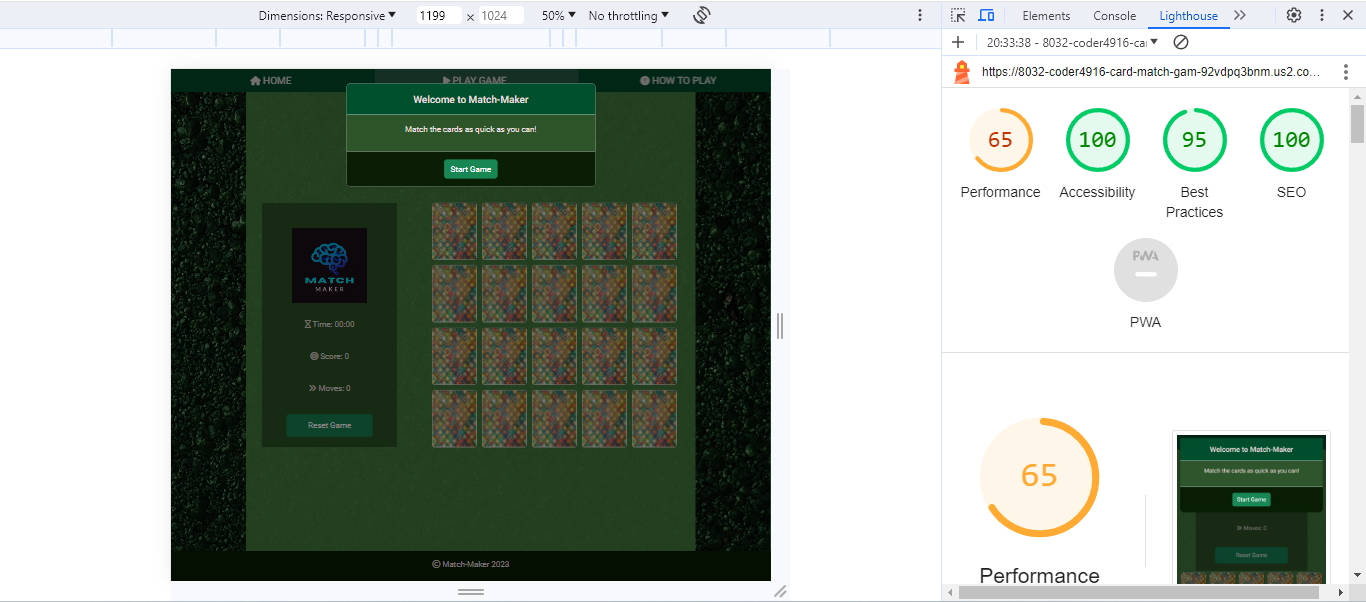 Dimensions: Responsive 1199 x 1024 50% No throttling
Elements Console Lighthouse
20:33:38 - 8032-coder4916-ca
https://8032-coder4916-card-match-gam-92vdpq3bnm.us2.co...
HOME PLAY GAME HOW TO PLAY
Welcome to Match-Maker
Match the cards as quick as you can!
Start Game
MATCH
MAKER
Time: 00:00
Score: 0
Moves: 0
Reset Game
© Match-Maker 2023
65 100 95 100
Performance Accessibility Best Practices SEO
PWA
PWA
65
Performance
Welcome to Match-Maker
Match the cards as quick as you can!
Start Game
Moves: 0
Reset Game